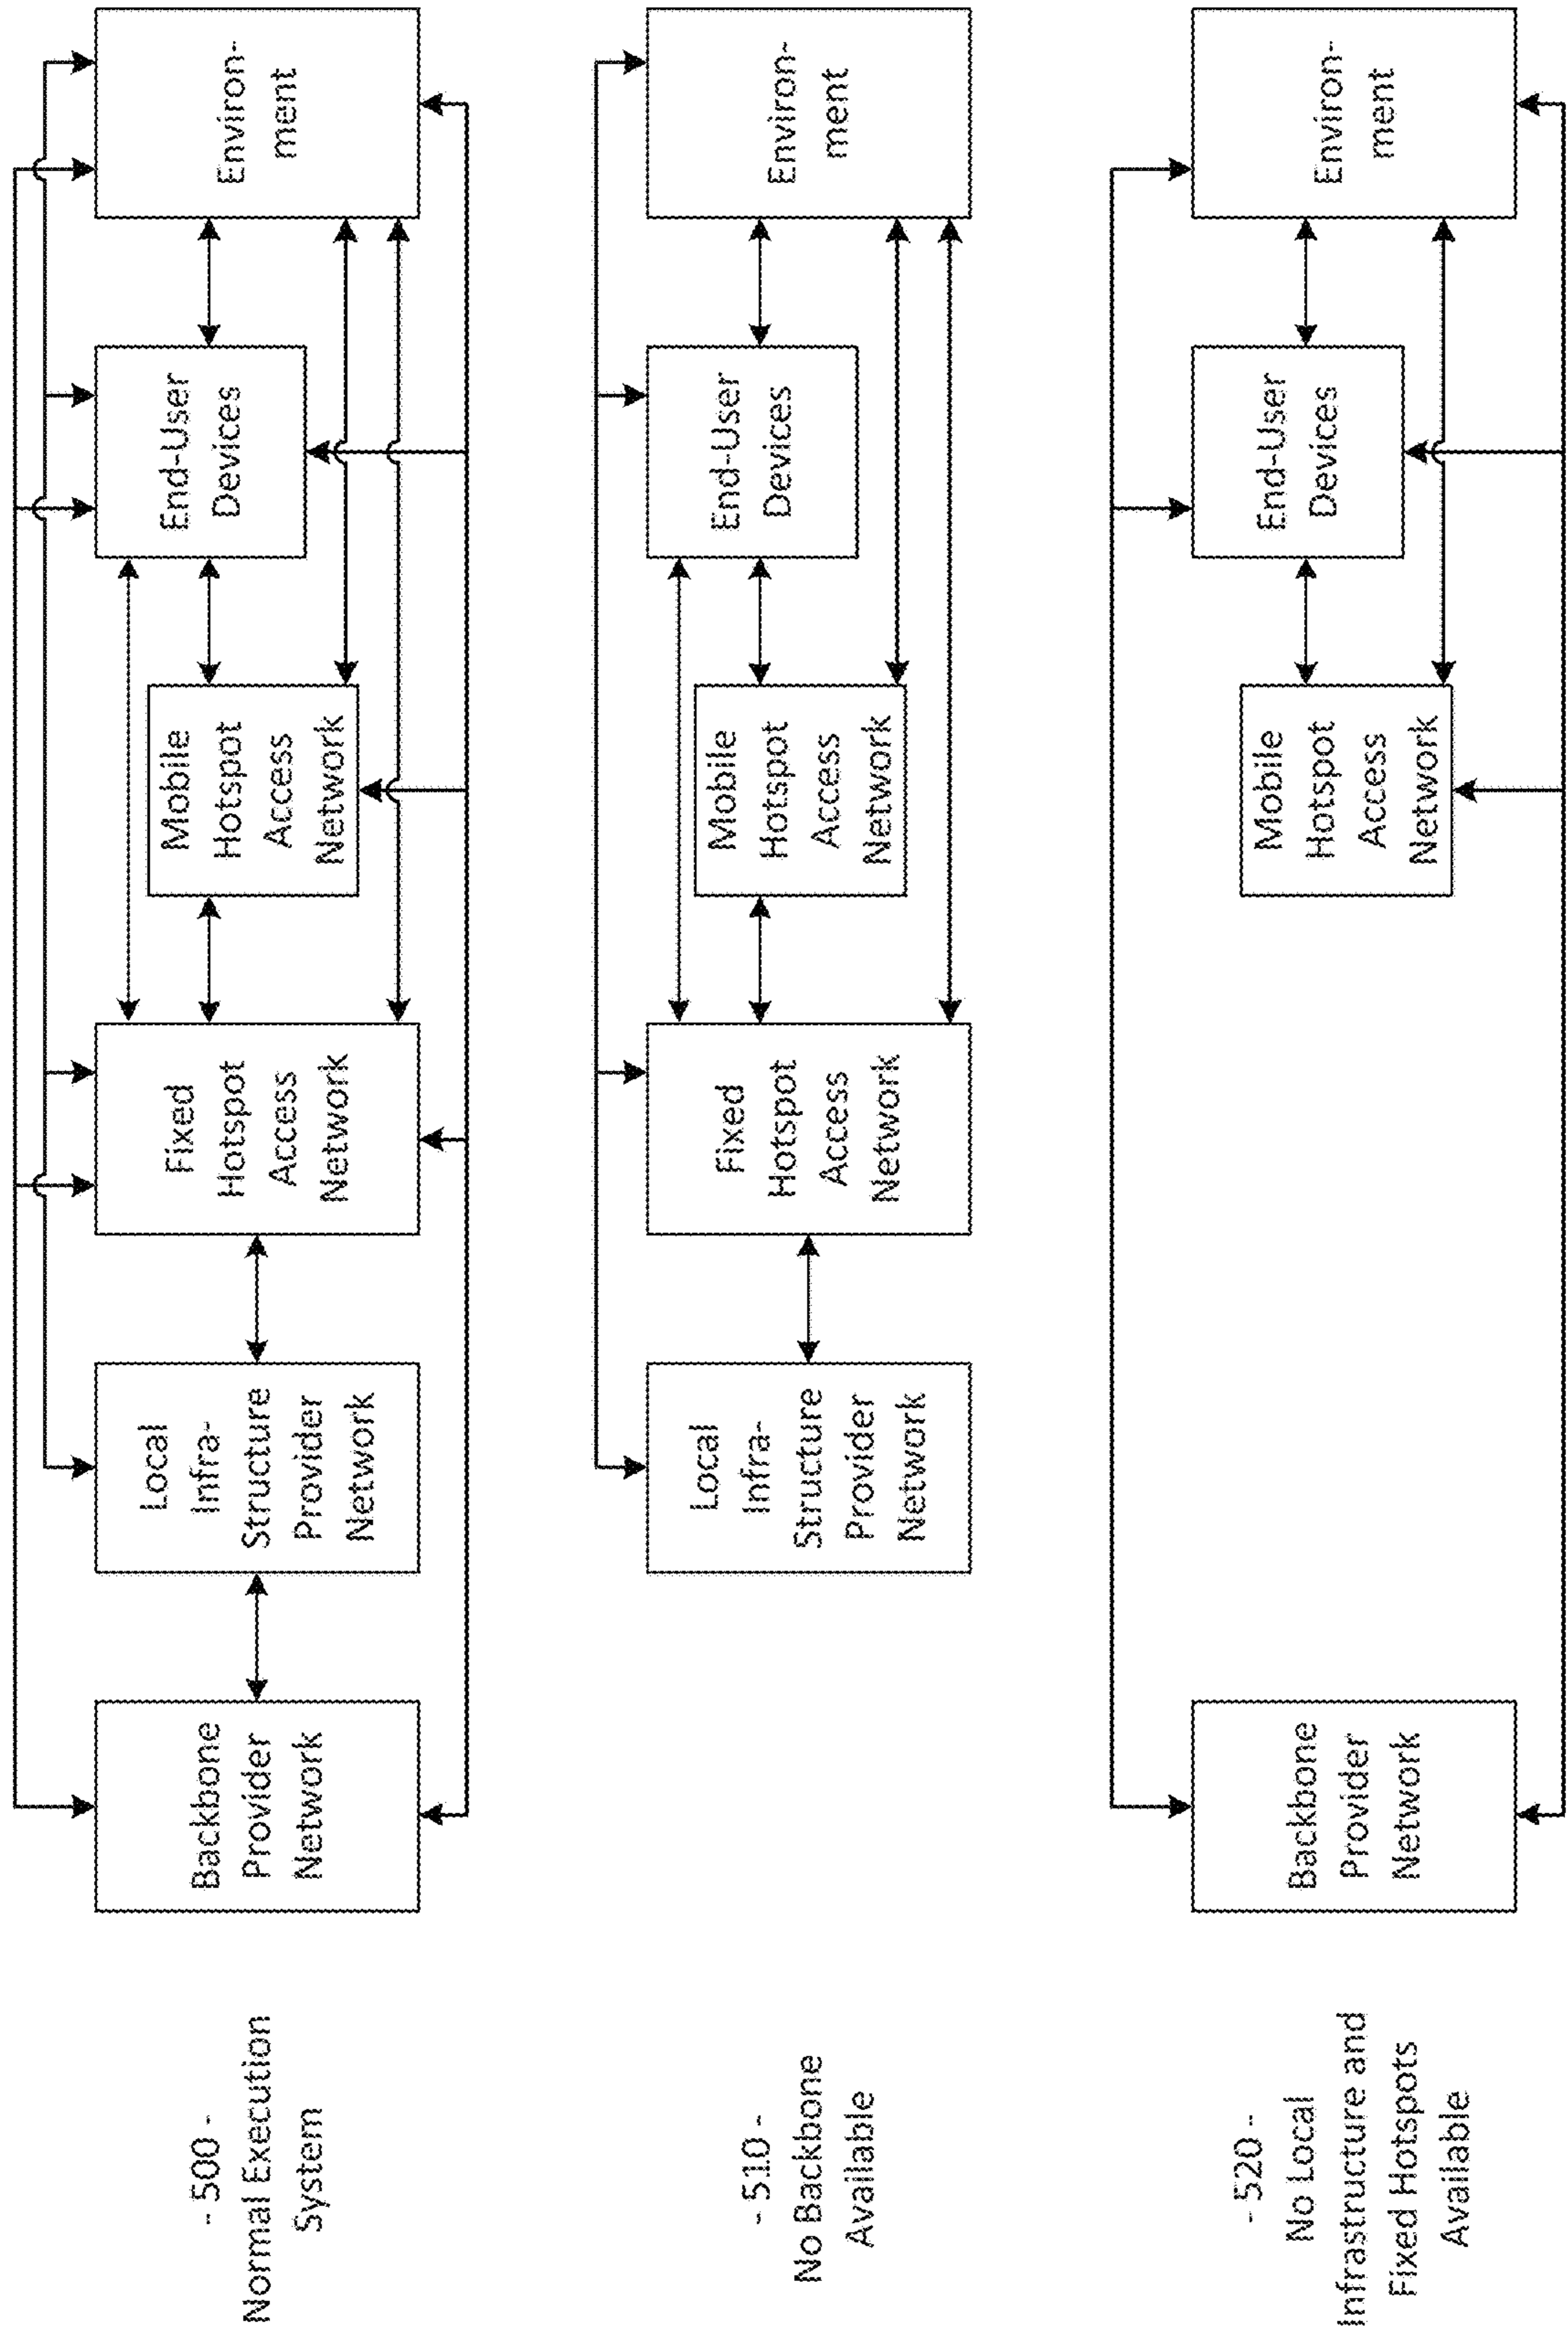 - 500 -
Normal Execution
System
Backbone
Provider
Network
Local
Infra-
Structure
Provider
Network
Fixed
Hotspot
Access
Network
Mobile
Hotspot
Access
Network
End-User
Devices
Environ-
ment
- 510 -
No Backbone
Available
Local
Infra-
Structure
Provider
Network
Fixed
Hotspot
Access
Network
Mobile
Hotspot
Access
Network
End-User
Devices
Environ-
ment
- 520 -
No Local
Infrastructure and
Fixed Hotspots
Available
Backbone
Provider
Network
Mobile
Hotspot
Access
Network
End-User
Devices
Environ-
ment